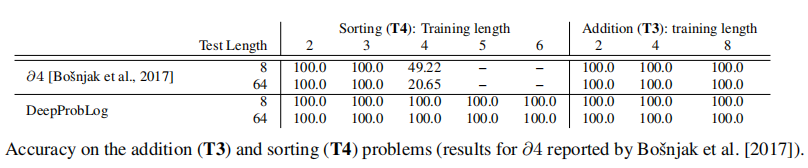 Sorting (T4): Training length Addition (T3): training length
Test Length 2 3 4 5 6 2 4 8
∂4 [Bošnjak et al., 2017] 8 100.0 100.0 49.22 – – 100.0 100.0 100.0
64 100.0 100.0 20.65 – – 100.0 100.0 100.0
DeepProbLog 8 100.0 100.0 100.0 100.0 100.0 100.0 100.0 100.0
64 100.0 100.0 100.0 100.0 100.0 100.0 100.0 100.0
Accuracy on the addition (T3) and sorting (T4) problems (results for ∂4 reported by Bošnjak et al. [2017]).